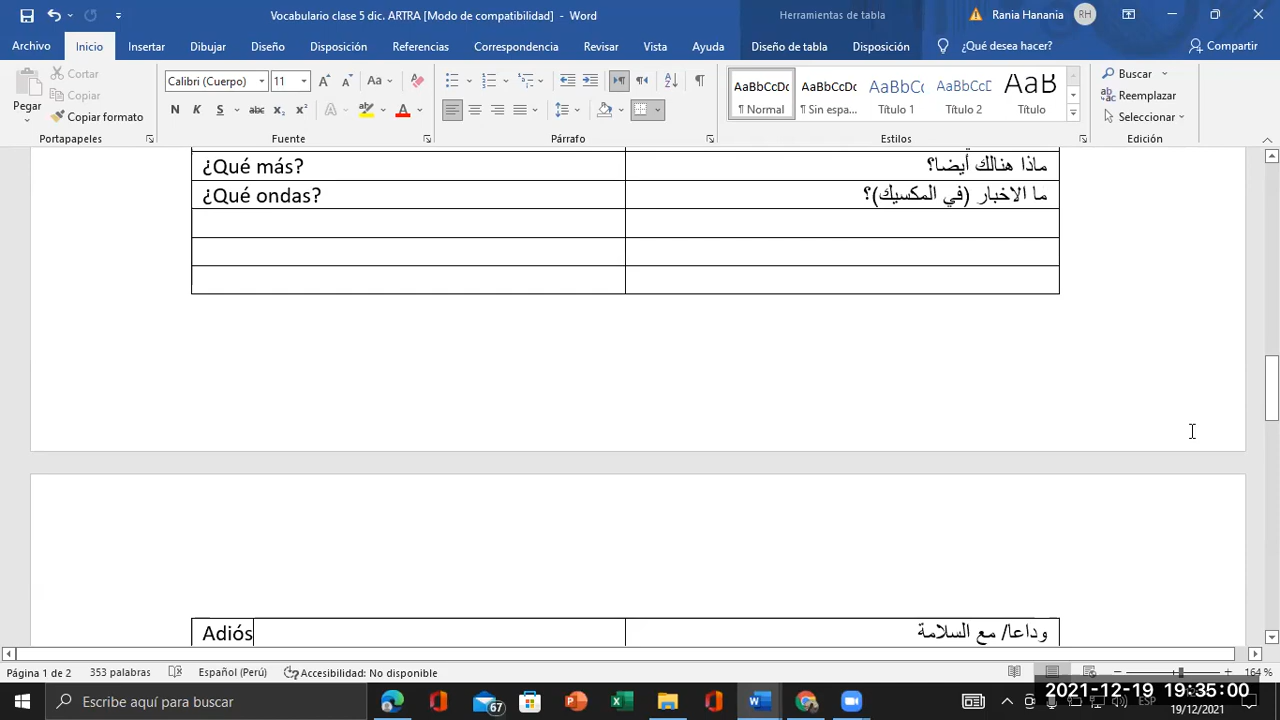 Vocabulario clase 5 dic. ARTRA [Modo de compatibilidad] - Word
Herramientas de tabla
Rania Hanania
RH
Archivo
Inicio
Insertar
Dibujar
Diseño
Disposición
Referencias
Correspondencia
Revisar
Vista
Ayuda
Diseño de tabla
Disposición
¿Qué desea hacer?
Compartir
Pegar
Cortar
Copiar
Copiar formato
Portapapeles
Calibri (Cuerpo)
11
Aa
N K S abc A A
Fuente
Párrafo
AaBbCcDc
¶ Normal
AaBbCcDc
¶ Sin espa...
AaBbCc
Título 1
AaBbCcD
Título 2
AaB
Título
Estilos
Buscar
Reemplazar
Seleccionar
Edición
¿Qué más?
ماذا هنالك أيضا؟
¿Qué ondas?
ما الاخبار (في المكسيك)؟
Adiós
وداعا/ مع السلامة
Página 1 de 2
353 palabras
Español (Perú)
Accesibilidad: No disponible
164 %
Escribe aquí para buscar
67
2021-12-19 19:35:00
ESP
19/12/2021